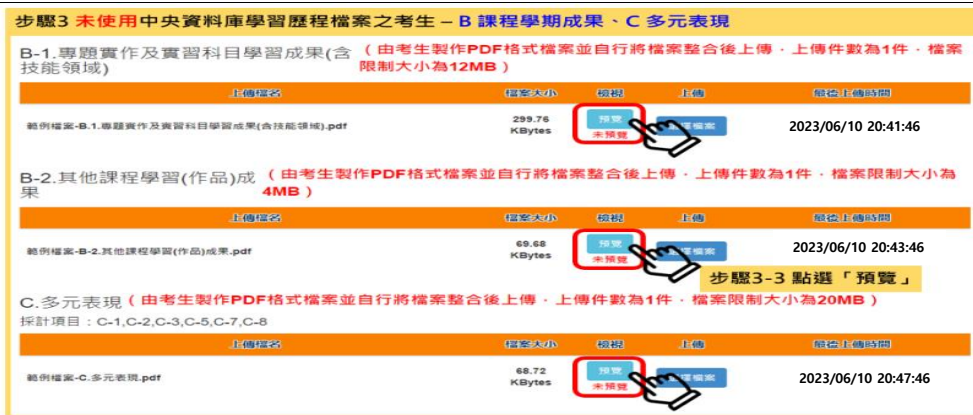 步驟3 未使用中央資料庫學習歷程檔案之考生 – B 課程學期成果、C 多元表現
B-1.專題實作及實習科目學習成果(含技能領域)
(由考生製作PDF格式檔案並自行將檔案整合後上傺,上傳件數為1件,檔案限制大小為12MB)
上傳檔名 檔案大小 檢視 上傳 最後上傳時間
範例檔案-B.1.專題實作及實習科目學習成果(含技能領域).pdf 299.76 KBytes 預覽 未預覽 檔案 2023/06/10 20:41:46
B-2.其他課程學習(作品)成果
(由考生製作PDF格式檔案並自行將檔案整合後上傳,上傳件數為1件,檔案限制大小為4MB)
上傳檔名 檔案大小 檢視 上傳 最後上傳時間
範例檔案-B-2.其他課程學習(作品)成果.pdf 69.68 KBytes 預覽 未預覽 檔案 2023/06/10 20:43:46
步驟3-3 點選「預覽」
C.多元表現(由考生製作PDF格式檔案並自行將檔案整合後上傳,上傳件數為1件,檔案限制大小為20MB)
採計項目:C-1,C-2,C-3,C-5,C-7,C-8
上傳檔名 檔案大小 檢視 上傳 最後上傳時間
範例檔案-C.多元表現.pdf 68.72 KBytes 預覽 未預覽 檔案 2023/06/10 20:47:46